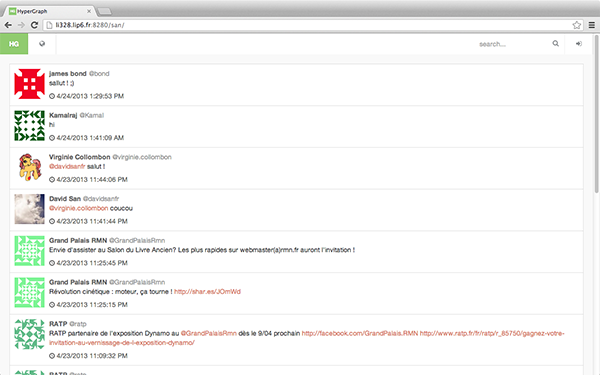 HyperGraph
li328.lip6.fr:8280/san/
HG
search...
james bond @bond
sallut ! ;)
4/24/2013 1:29:53 PM
Kamalraj @Kamal
hi
4/24/2013 1:41:09 AM
Virginie Collombon @virginie.collombon
@davidsanfr salut !
4/23/2013 11:44:06 PM
David San @davidsanfr
@virginie.collombon coucou
4/23/2013 11:41:44 PM
Grand Palais RMN @GrandPalaisRmn
Envie d'assister au Salon du Livre Ancien? Les plus rapides sur webmaster(a)rmn.fr auront l'invitation !
4/23/2013 11:25:45 PM
Grand Palais RMN @GrandPalaisRmn
Révolution cinétique : moteur, ça tourne ! http://shar.es/JOmWd
4/23/2013 11:25:15 PM
RATP @ratp
RATP partenaire de l'exposition Dynamo au @GrandPalaisRmn dès le 9/04 prochain http://facebook.com/GrandPalais.RMN http://www.ratp.fr/fr/ratp/r_85750/gagnez-votre-
invitation-au-vernissage-de-l-exposition-dynamo/
4/23/2013 11:09:32 PM
RATP @ratp